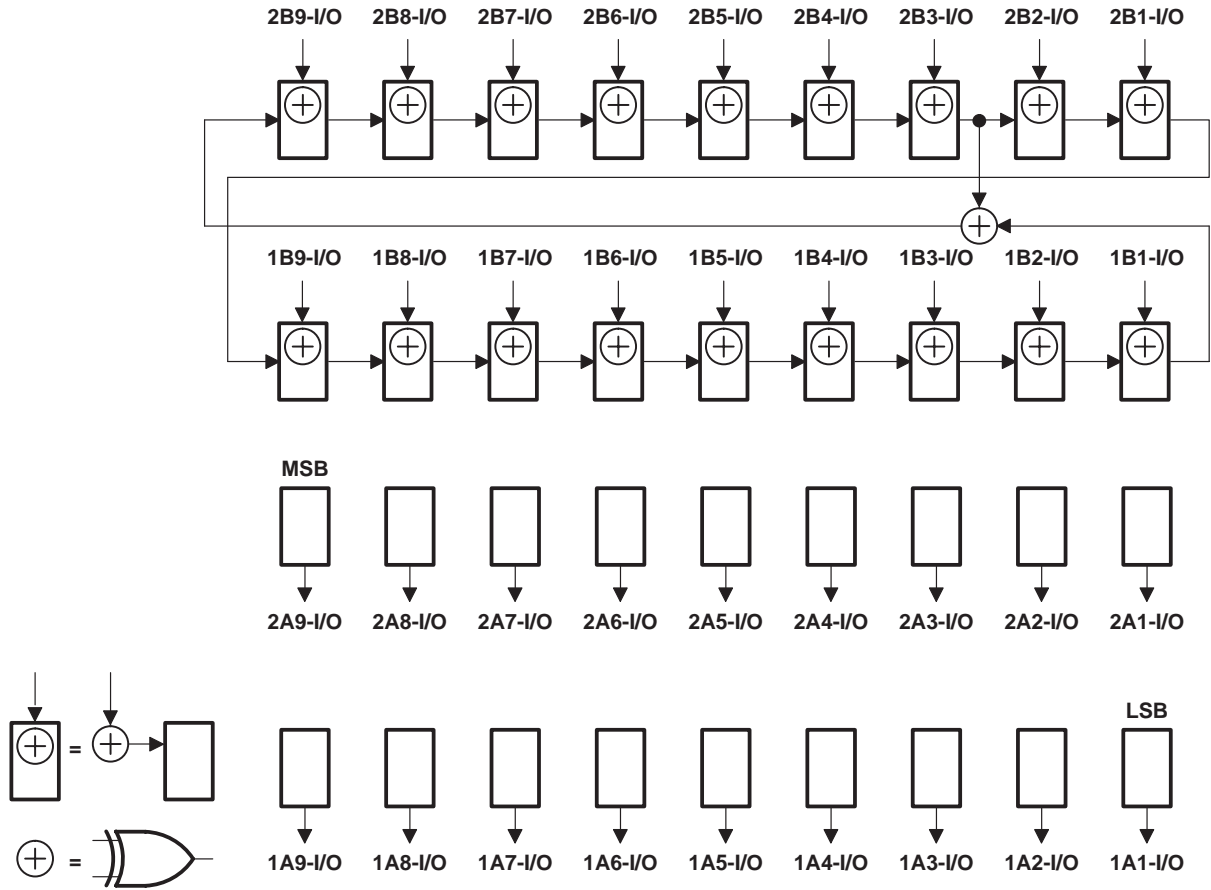 2B9-I/O 2B8-I/O 2B7-I/O 2B6-I/O 2B5-I/O 2B4-I/O 2B3-I/O 2B2-I/O 2B1-I/O
1B9-I/O 1B8-I/O 1B7-I/O 1B6-I/O 1B5-I/O 1B4-I/O 1B3-I/O 1B2-I/O 1B1-I/O
MSB
2A9-I/O 2A8-I/O 2A7-I/O 2A6-I/O 2A5-I/O 2A4-I/O 2A3-I/O 2A2-I/O 2A1-I/O
LSB
=
=
1A9-I/O 1A8-I/O 1A7-I/O 1A6-I/O 1A5-I/O 1A4-I/O 1A3-I/O 1A2-I/O 1A1-I/O